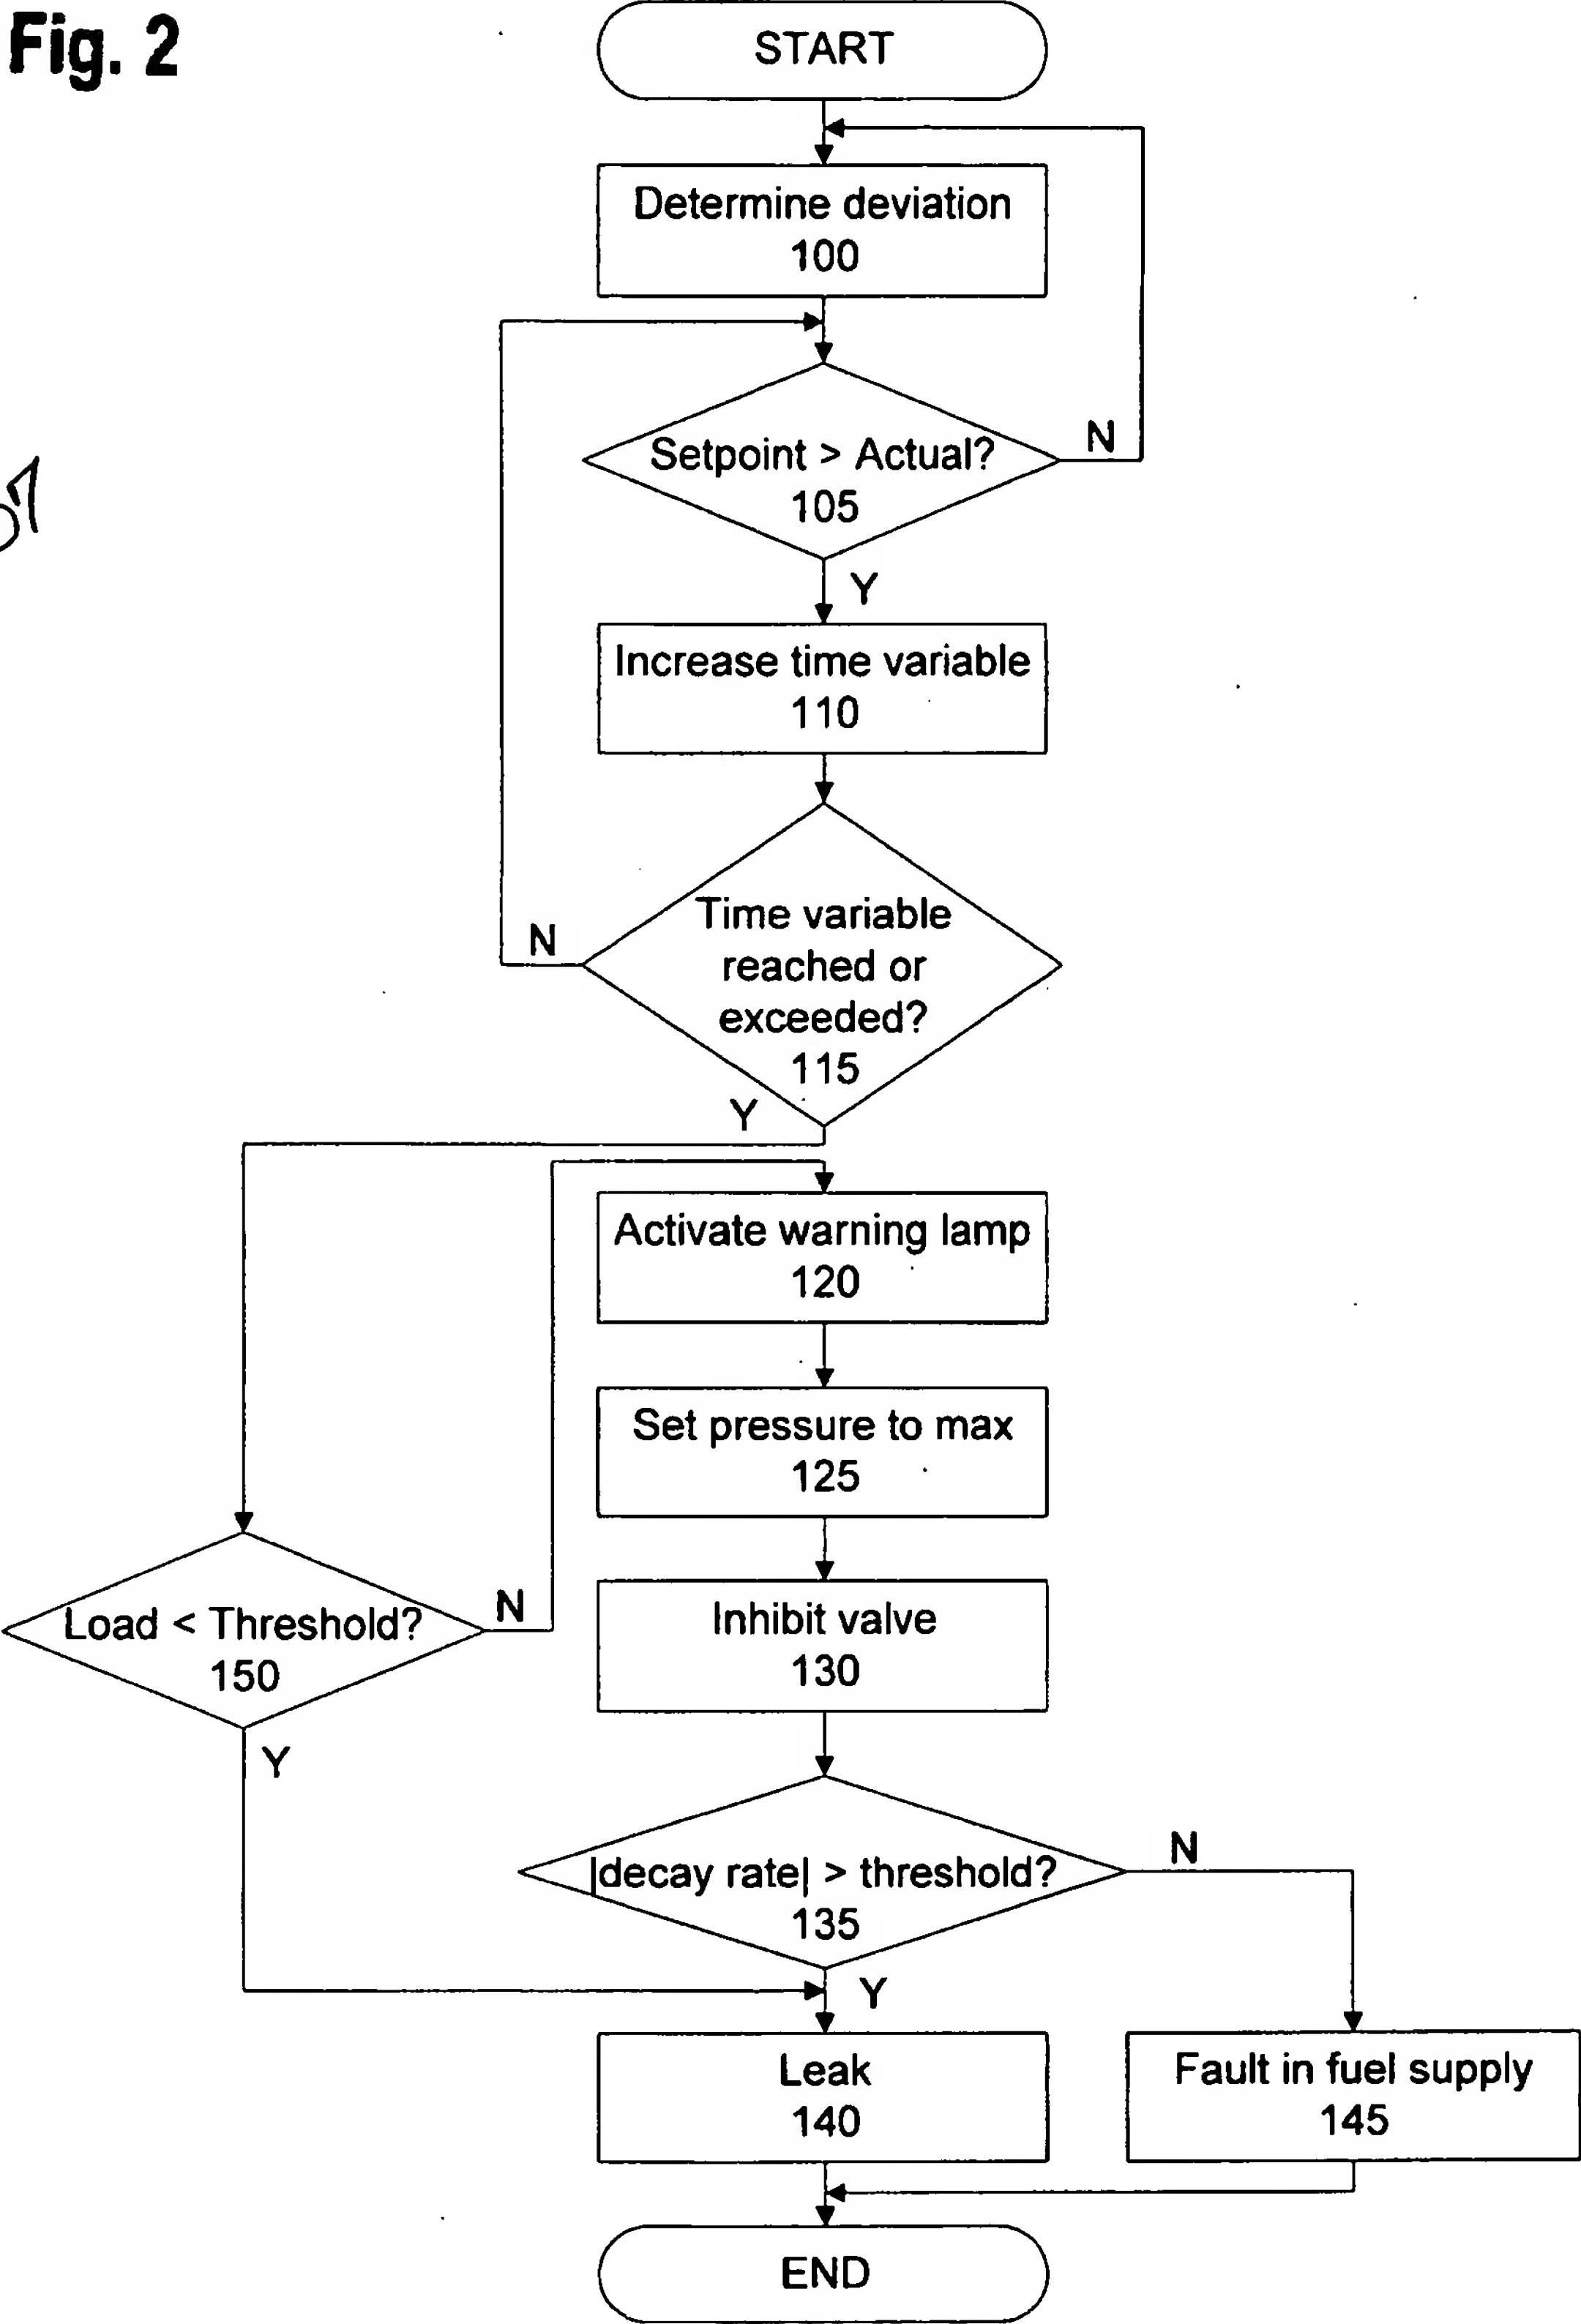 Fig. 2
START
Determine deviation
100
Setpoint > Actual?
105
N
Y
Increase time variable
110
Time variable
reached or
exceeded?
115
N
Y
Activate warning lamp
120
Set pressure to max
125
Inhibit valve
130
Load < Threshold?
150
N
Y
|decay rate| > threshold?
135
N
Y
Leak
140
Fault in fuel supply
145
END